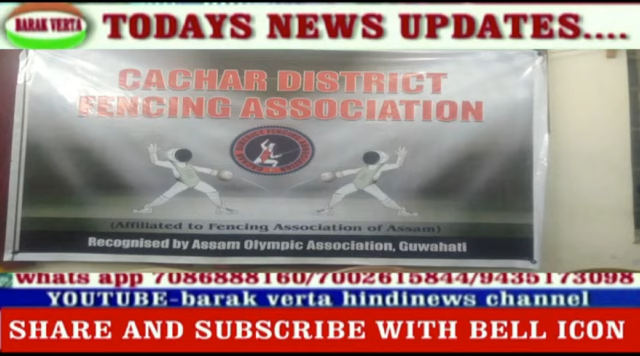 BARAK VERTA
TODAYS NEWS UPDATES....
CACHAR DISTRICT
FENCING ASSOCIATION
(Affiliated to Fencing Association of Assam)
Recognised by Assam Olympic Association, Guwahati
whats app 7086888160/7002615844/9435173098
YOUTUBE-barak verta hindinews channel
SHARE AND SUBSCRIBE WITH BELL ICON